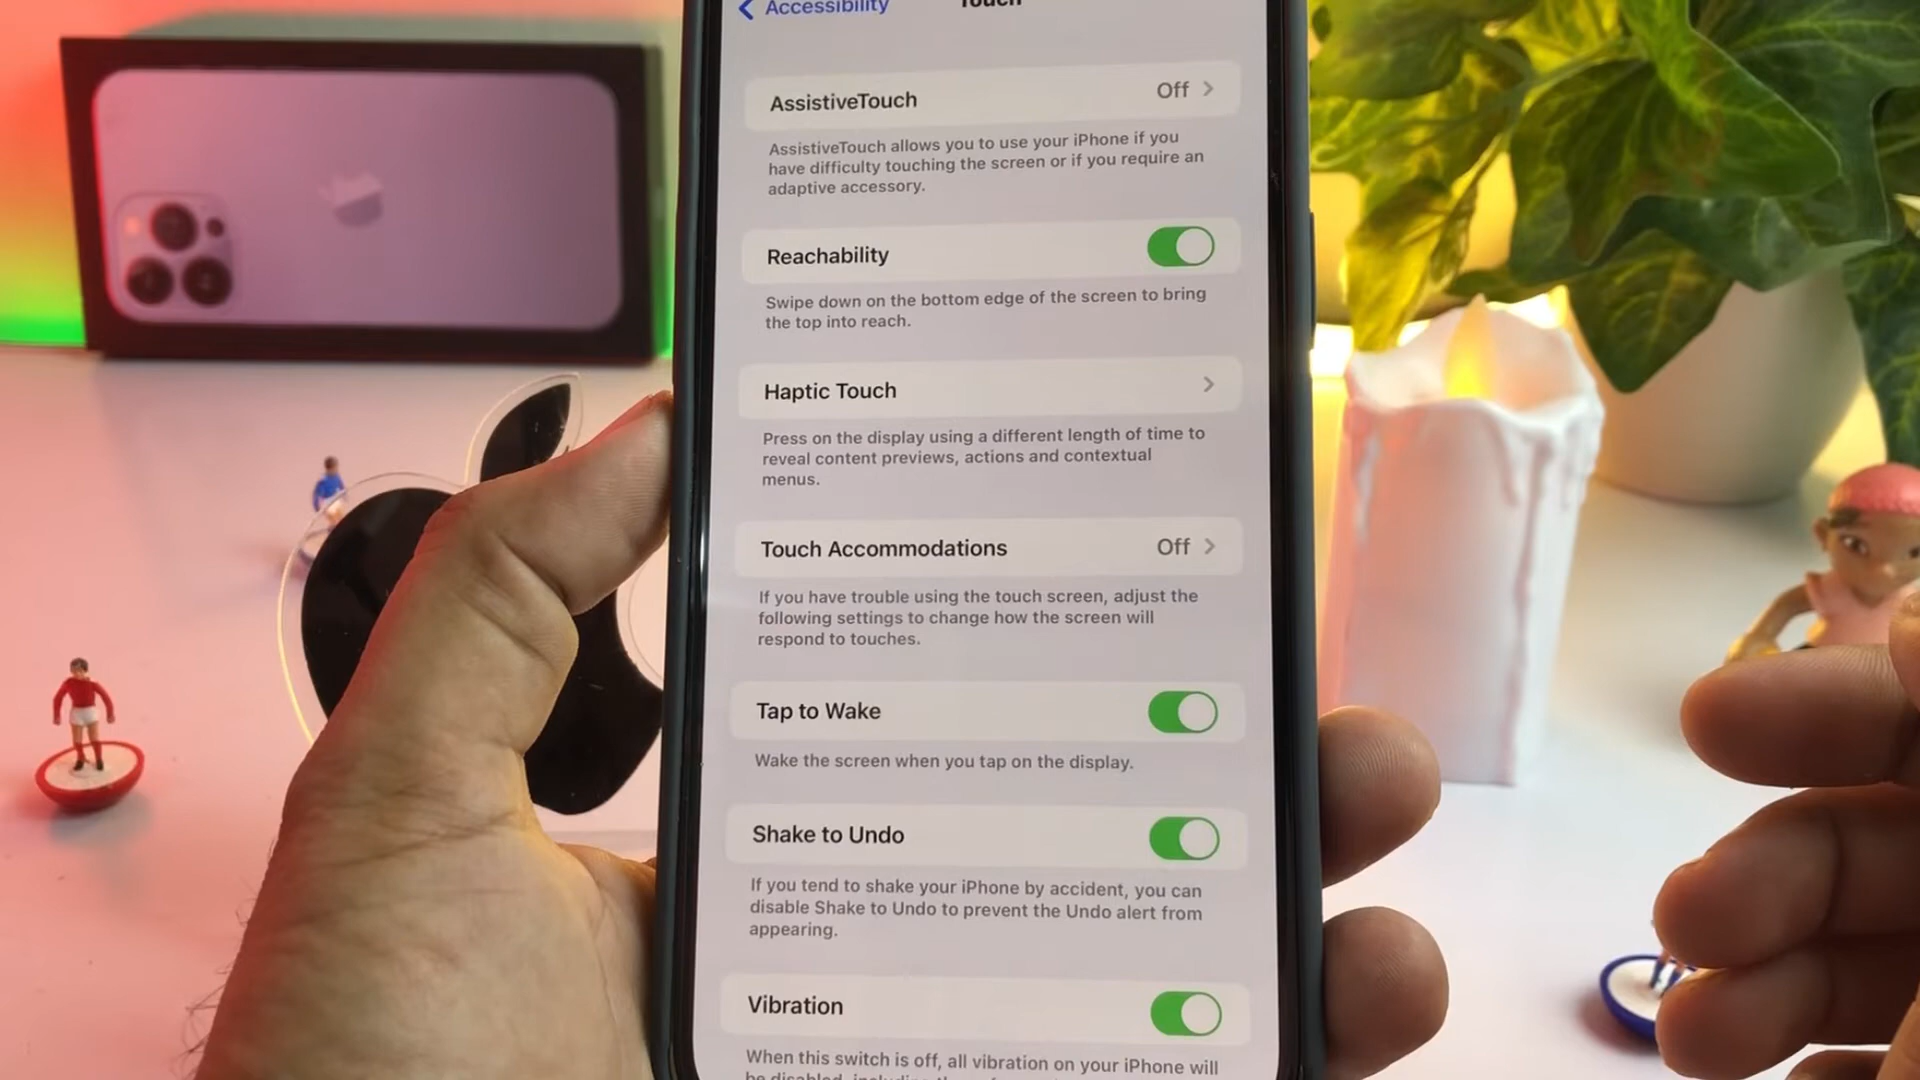 Accessibility
Touch
AssistiveTouch
Off
AssistiveTouch allows you to use your iPhone if you
have difficulty touching the screen or if you require an
adaptive accessory.
Reachability
Swipe down on the bottom edge of the screen to bring
the top into reach.
Haptic Touch
Press on the display using a different length of time to
reveal content previews, actions and contextual
menus.
Touch Accommodations
Off
If you have trouble using the touch screen, adjust the
following settings to change how the screen will
respond to touches.
Tap to Wake
Wake the screen when you tap on the display.
Shake to Undo
If you tend to shake your iPhone by accident, you can
disable Shake to Undo to prevent the Undo alert from
appearing.
Vibration
When this switch is off, all vibration on your iPhone will
be disabled, including